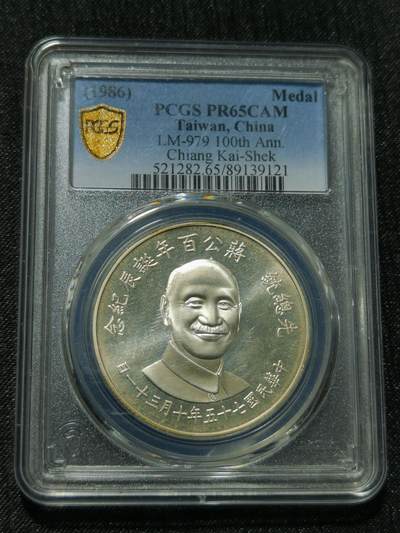 (1986)
Medal
PCGS PR65CAM
Taiwan, China
LM-979 100th Ann.
Chiang Kai-Shek
521282.65/89139121
PCGS
先總統
蔣公百年誕辰紀念
中華民國七十五年十月三十一日